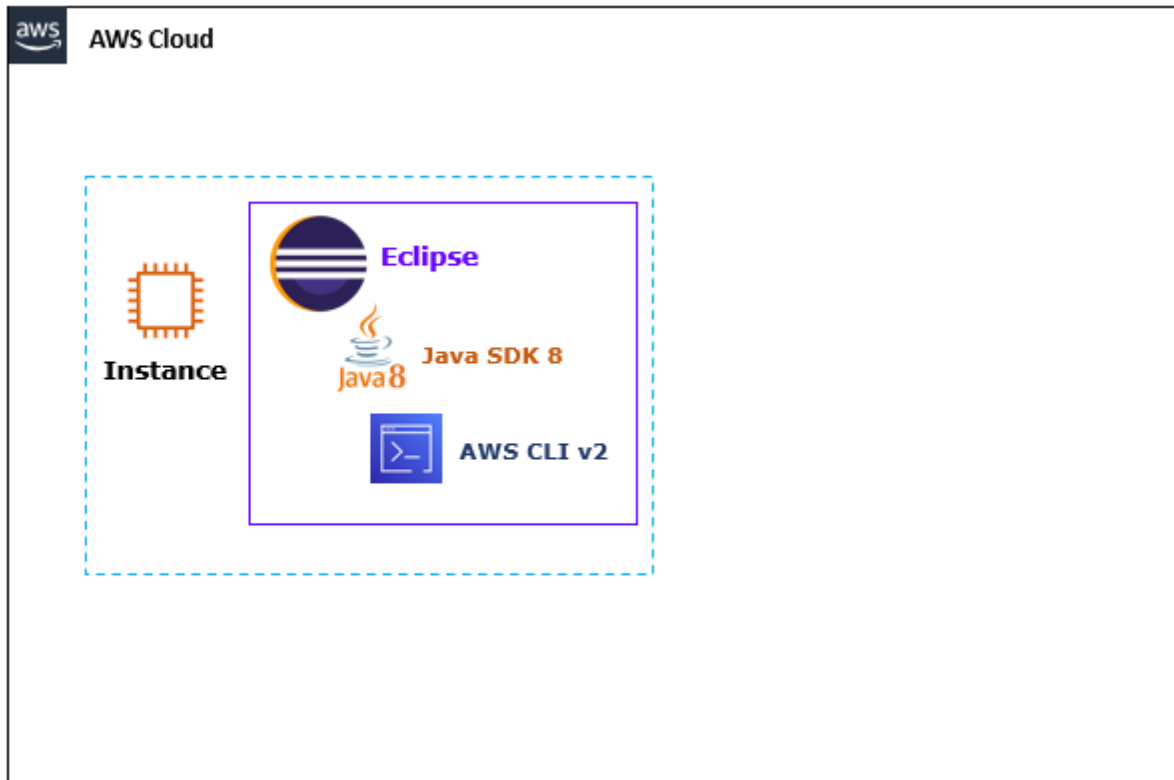 aws
AWS Cloud
Eclipse
Java SDK 8
Java8
Instance
AWS CLI v2